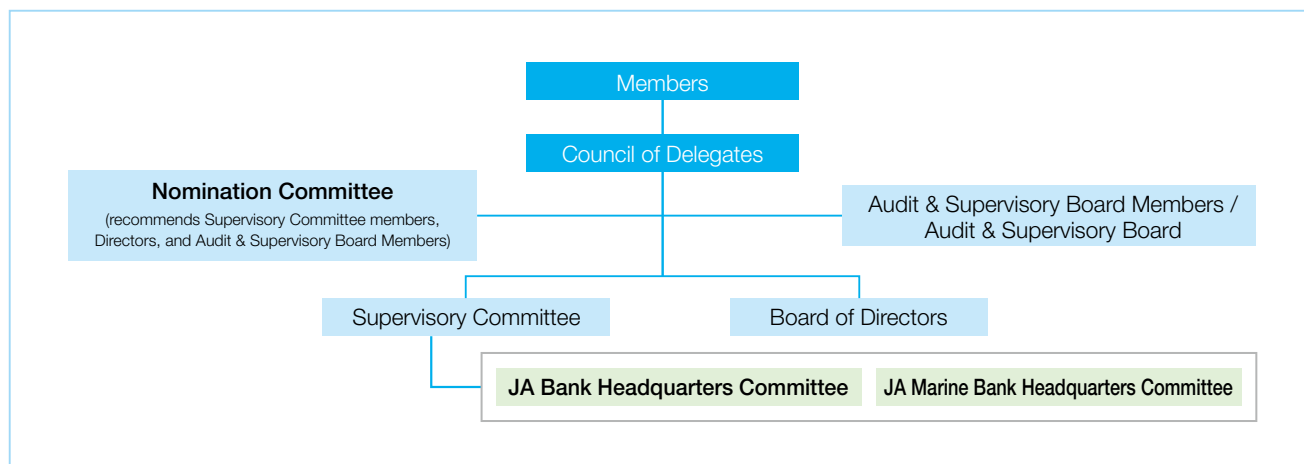 Members
Council of Delegates
Nomination Committee
(recommends Supervisory Committee members,
Directors, and Audit & Supervisory Board Members)
Audit & Supervisory Board Members /
Audit & Supervisory Board
Supervisory Committee
Board of Directors
JA Bank Headquarters Committee
JA Marine Bank Headquarters Committee